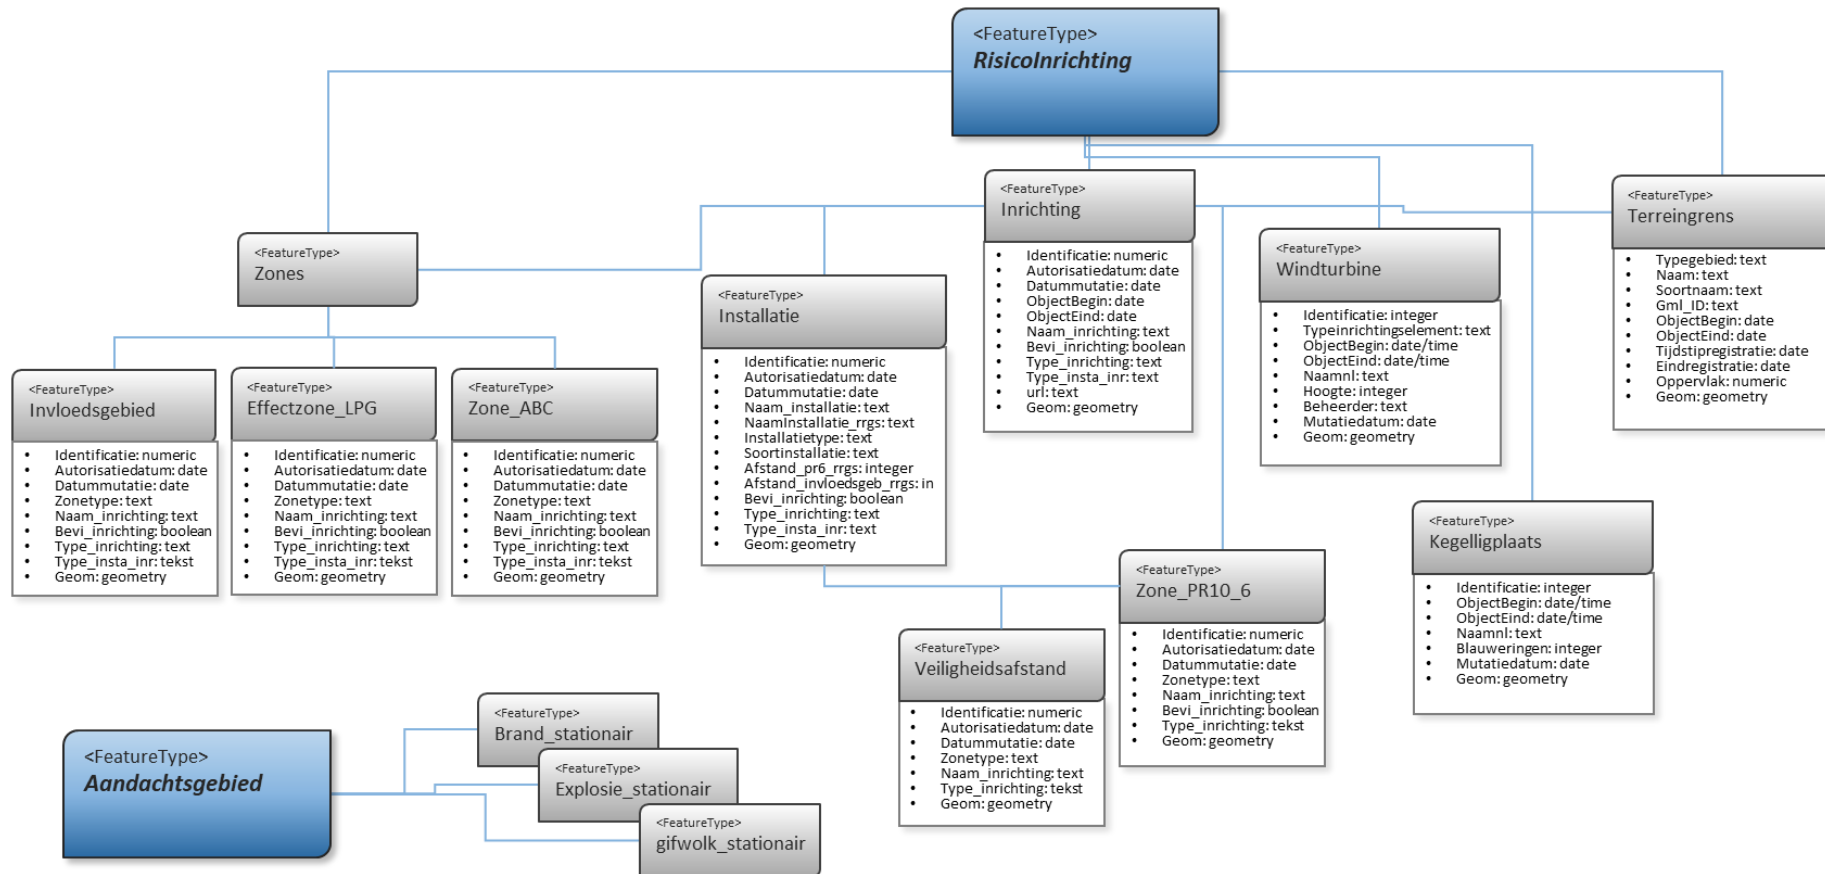 <FeatureType>
RisicoInrichting
<FeatureType>
Inrichting
Identificatie: numeric
Autorisatiedatum: date
Datummutatie: date
ObjectBegin: date
ObjectEind: date
Naam_inrichting: text
Bevi_inrichting: boolean
Type_inrichting: text
Type_insta_inr: text
url: text
Geom: geometry
<FeatureType>
Terreingrens
Typegebied: text
Naam: text
Soortnaam: text
Gml_ID: text
ObjectBegin: date
ObjectEind: date
Tijdstipregistratie: date
Eindregistratie: date
Oppervlak: numeric
Geom: geometry
<FeatureType>
Zones
<FeatureType>
Windturbine
Identificatie: integer
Typeinrichtingselement: text
ObjectBegin: date/time
ObjectEind: date/time
Naamnl: text
Hoogte: integer
Beheerder: text
Mutatiedatum: date
Geom: geometry
<FeatureType>
Installatie
Identificatie: numeric
Autorisatiedatum: date
Datummutatie: date
Naam_installatie: text
NaamInstallatie_rrgs: text
Installatietype: text
Soortinstallatie: text
Afstand_pr6_rrgs: integer
Afstand_invloedsgeb_rrgs: in
Bevi_inrichting: boolean
Type_inrichting: text
Type_insta_inr: text
Geom: geometry
<FeatureType>
Invloedsgebied
Identificatie: numeric
Autorisatiedatum: date
Datummutatie: date
Zonetype: text
Naam_inrichting: text
Bevi_inrichting: boolean
Type_inrichting: text
Type_insta_inr: tekst
Geom: geometry
<FeatureType>
Effectzone_LPG
Identificatie: numeric
Autorisatiedatum: date
Datummutatie: date
Zonetype: text
Naam_inrichting: text
Bevi_inrichting: boolean
Type_inrichting: text
Type_insta_inr: tekst
Geom: geometry
<FeatureType>
Zone_ABC
Identificatie: numeric
Autorisatiedatum: date
Datummutatie: date
Zonetype: text
Naam_inrichting: text
Bevi_inrichting: boolean
Type_inrichting: text
Type_insta_inr: tekst
Geom: geometry
<FeatureType>
Kegelligplaats
Identificatie: integer
ObjectBegin: date/time
ObjectEind: date/time
Naamnl: text
Blauweringen: integer
Mutatiedatum: date
Geom: geometry
<FeatureType>
Zone_PR10_6
Identificatie: numeric
Autorisatiedatum: date
Datummutatie: date
Zonetype: text
Naam_inrichting: text
Bevi_inrichting: boolean
Type_inrichting: tekst
Geom: geometry
<FeatureType>
Veiligheidsafstand
Identificatie: numeric
Autorisatiedatum: date
Datummutatie: date
Zonetype: text
Naam_inrichting: text
Type_inrichting: tekst
Geom: geometry
<FeatureType>
Aandachtsgebied
<FeatureType>
Brand_stationair
<FeatureType>
Explosie_stationair
<FeatureType>
gifwolk_stationair